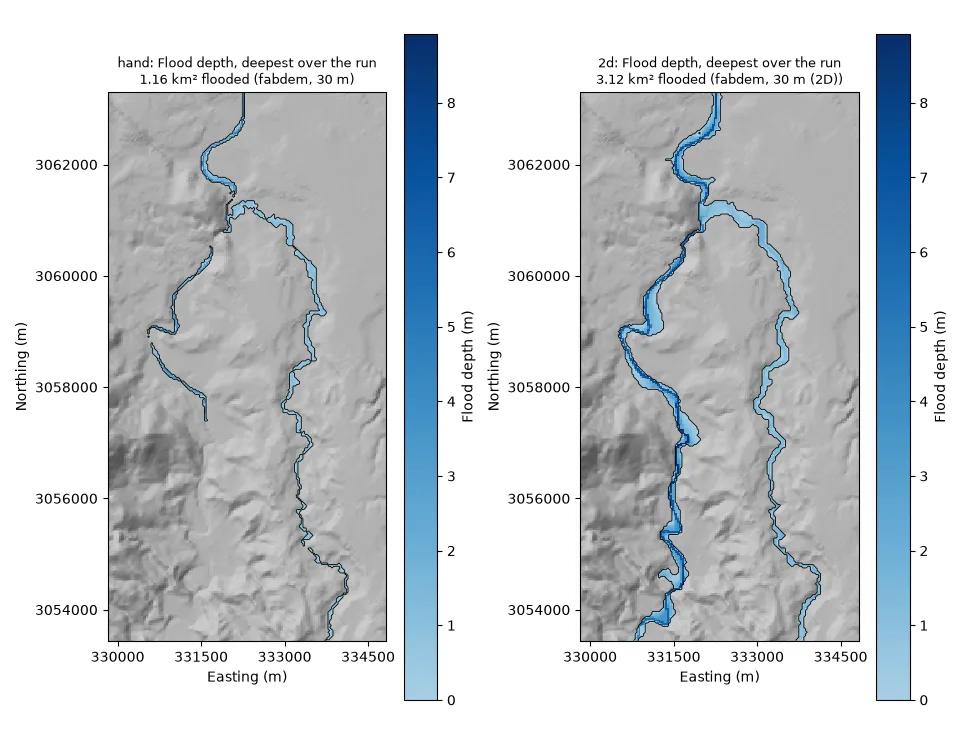 hand: Flood depth, deepest over the run
1.16 km² flooded (fabdem, 30 m)
3062000
3060000
3058000
3056000
3054000
Northing (m)
330000 331500 333000 334500
Easting (m)
8
7
6
5
4
3
2
1
0
Flood depth (m)
2d: Flood depth, deepest over the run
3.12 km² flooded (fabdem, 30 m (2D))
3062000
3060000
3058000
3056000
3054000
Northing (m)
330000 331500 333000 334500
Easting (m)
8
7
6
5
4
3
2
1
0
Flood depth (m)